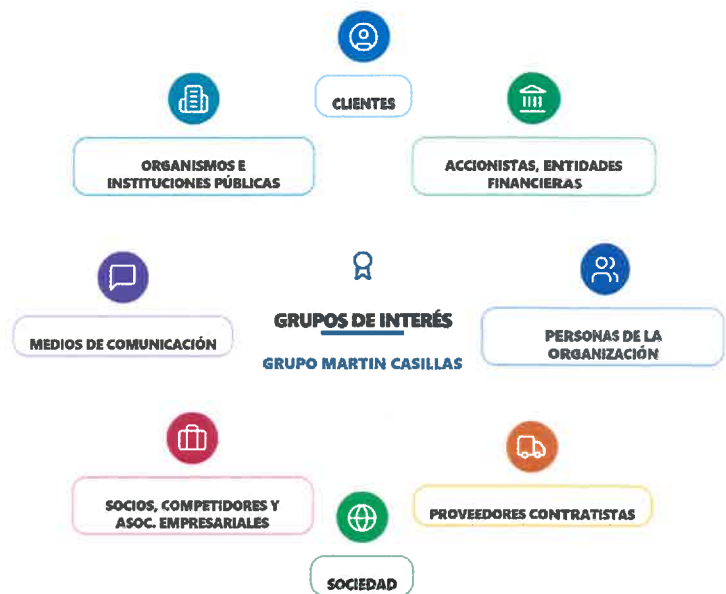 CLIENTES
ORGANISMOS E
INSTITUCIONES PÚBLICAS
ACCIONISTAS, ENTIDADES
FINANCIERAS
MEDIOS DE COMUNICACIÓN
GRUPOS DE INTERÉS
GRUPO MARTIN CASILLAS
PERSONAS DE LA
ORGANIZACIÓN
SOCIOS, COMPETIDORES Y
ASOC. EMPRESARIALES
PROVEEDORES CONTRATISTAS
SOCIEDAD